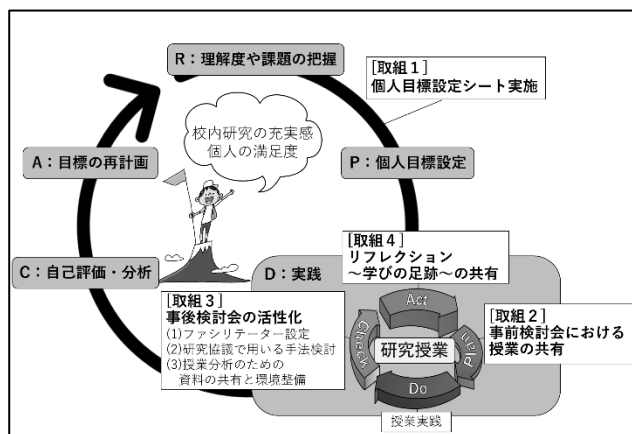 R：理解度や課題の把握
[取組１]
個人目標設定シート実施
校内研究の充実感
個人の満足度
A：目標の再計画
P：個人目標設定
[取組４]
リフレクション
～学びの足跡～の共有
C：自己評価・分析
D：実践
[取組３]
事後検討会の活性化
(1)ファシリテーター設定
(2)研究協議で用いる手法検討
(3)授業分析のための
資料の共有と環境整備
Act
Plan
Do
Check
研究授業
[取組２]
事前検討会における
授業の共有
授業実践